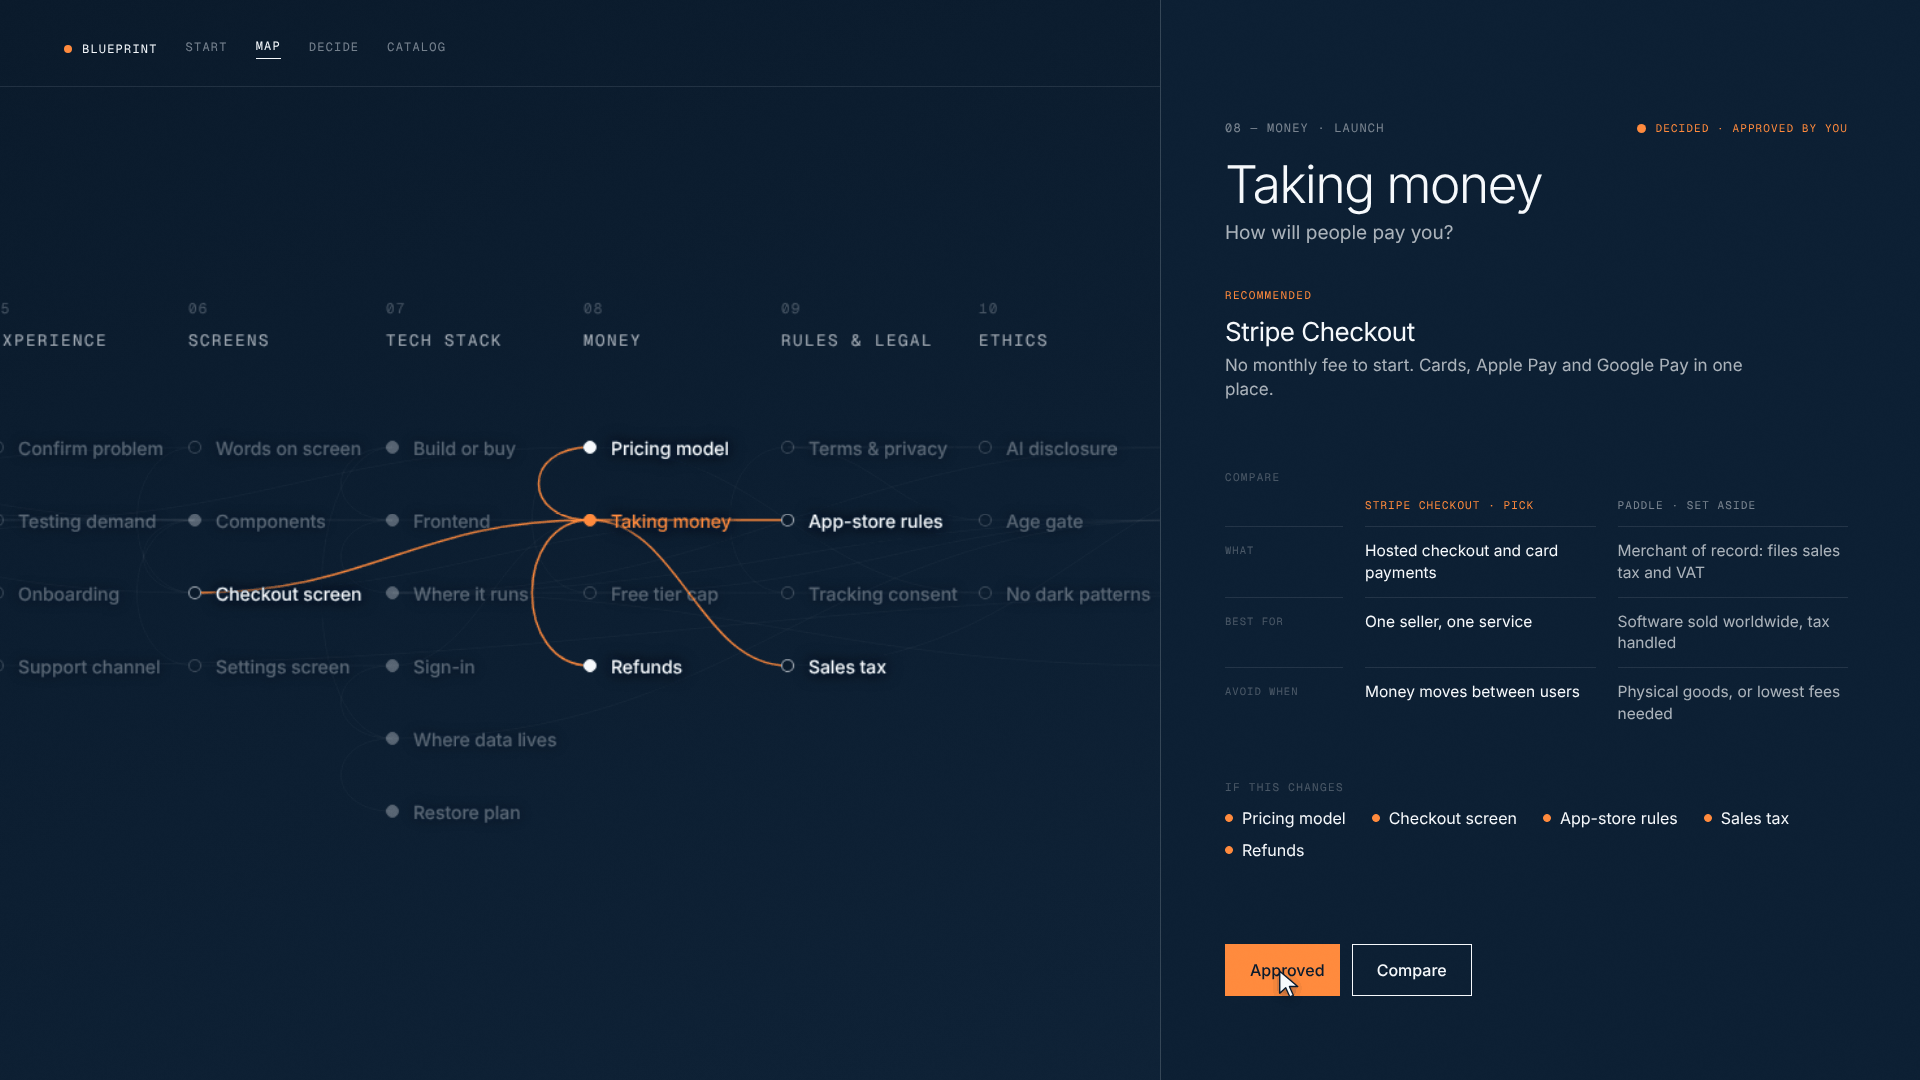 BLUEPRINT START MAP DECIDE CATALOG
5
XPERIENCE
Confirm problem
Testing demand
Onboarding
Support channel
06
SCREENS
Words on screen
Components
Checkout screen
Settings screen
07
TECH STACK
Build or buy
Frontend
Where it runs
Sign-in
Where data lives
Restore plan
08
MONEY
Pricing model
Taking money
Free tier cap
Refunds
09
RULES & LEGAL
Terms & privacy
App-store rules
Tracking consent
Sales tax
10
ETHICS
AI disclosure
Age gate
No dark patterns
08 — MONEY · LAUNCH
DECIDED · APPROVED BY YOU
Taking money
How will people pay you?
RECOMMENDED
Stripe Checkout
No monthly fee to start. Cards, Apple Pay and Google Pay in one
place.
COMPARE
STRIPE CHECKOUT · PICK
PADDLE · SET ASIDE
WHAT
Hosted checkout and card
payments
Merchant of record: files sales
tax and VAT
BEST FOR
One seller, one service
Software sold worldwide, tax
handled
AVOID WHEN
Money moves between users
Physical goods, or lowest fees
needed
IF THIS CHANGES
Pricing model Checkout screen App-store rules Sales tax
Refunds
Approved
Compare